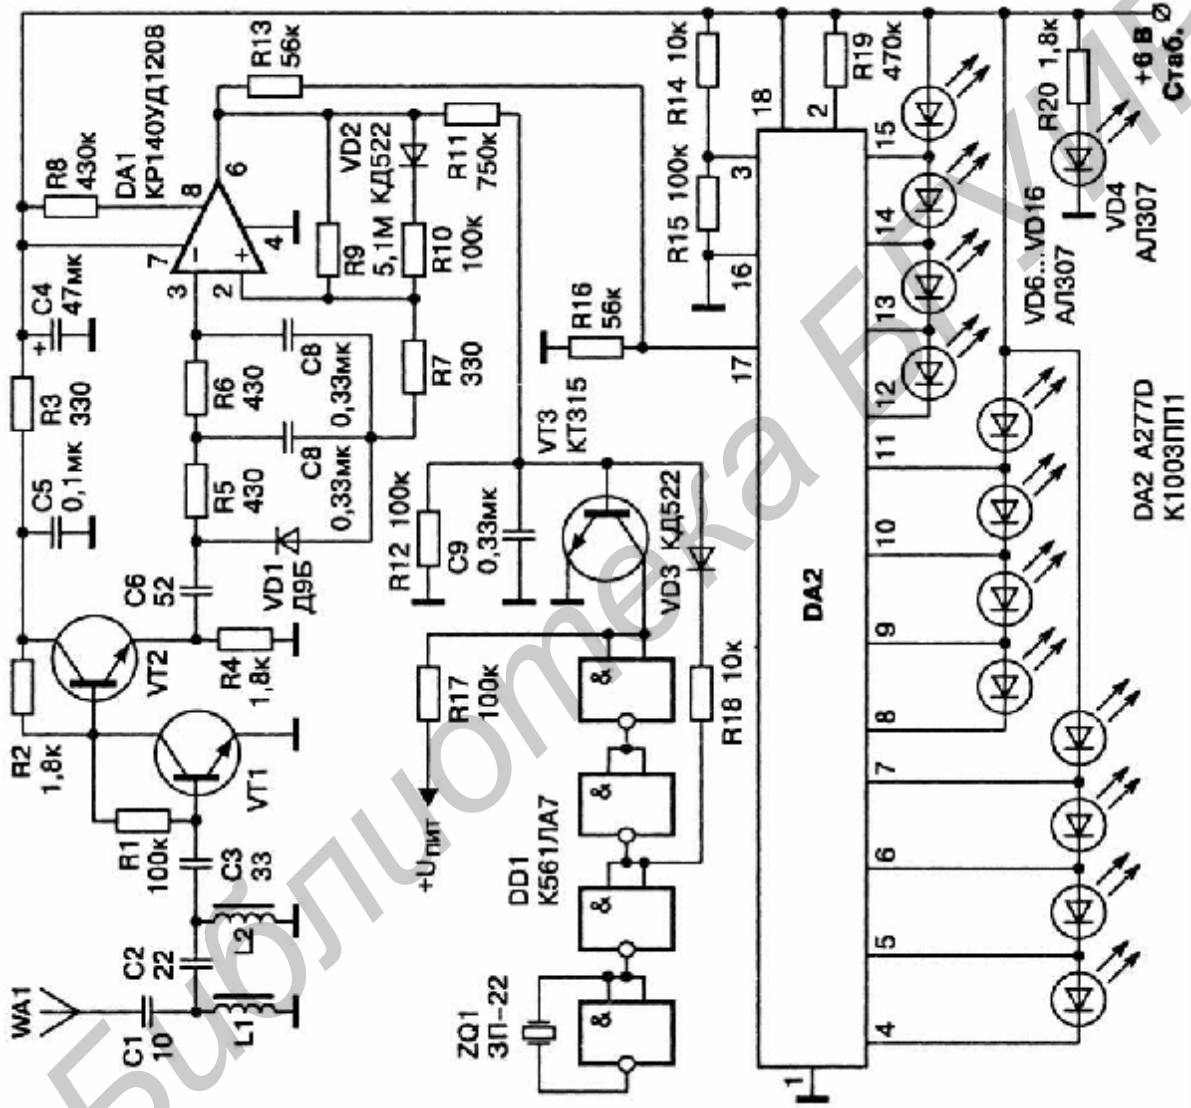 WA1
C1
10
L1
C2
22
L2
C3
33
R1
100к
R2
1,8к
VT1
VT2
R4
1,8к
C6
52
VD1
Д9Б
C5
0,1мк
R3
330
C4
+
47мк
R5
430
R6
430
C8
0,33мк
C8
0,33мк
R7
330
R8
430к
DA1
КР140УД1208
7
8
6
4
3
2
−
+
R9
5,1М
VD2
КД522
R10
100к
R11
750к
R13
56к
R12 100к
C9
0,33мк
VT3
КТ315
R16
56к
VD3 КД522
R17
100к
+Uпит
R18 10к
DD1
К561ЛА7
&
&
&
&
ZQ1
ЗП-22
R14 10к
R15 100к
R19
470к
18
2
3
16
17
1
DA2
15
14
13
12
11
10
9
8
7
6
5
4
VD6...VD16
АЛ307
VD4
АЛ307
R20 1,8к
+6 В
Стаб.
DA2 A277D
К1003ПП1
Библиотека БГУИР